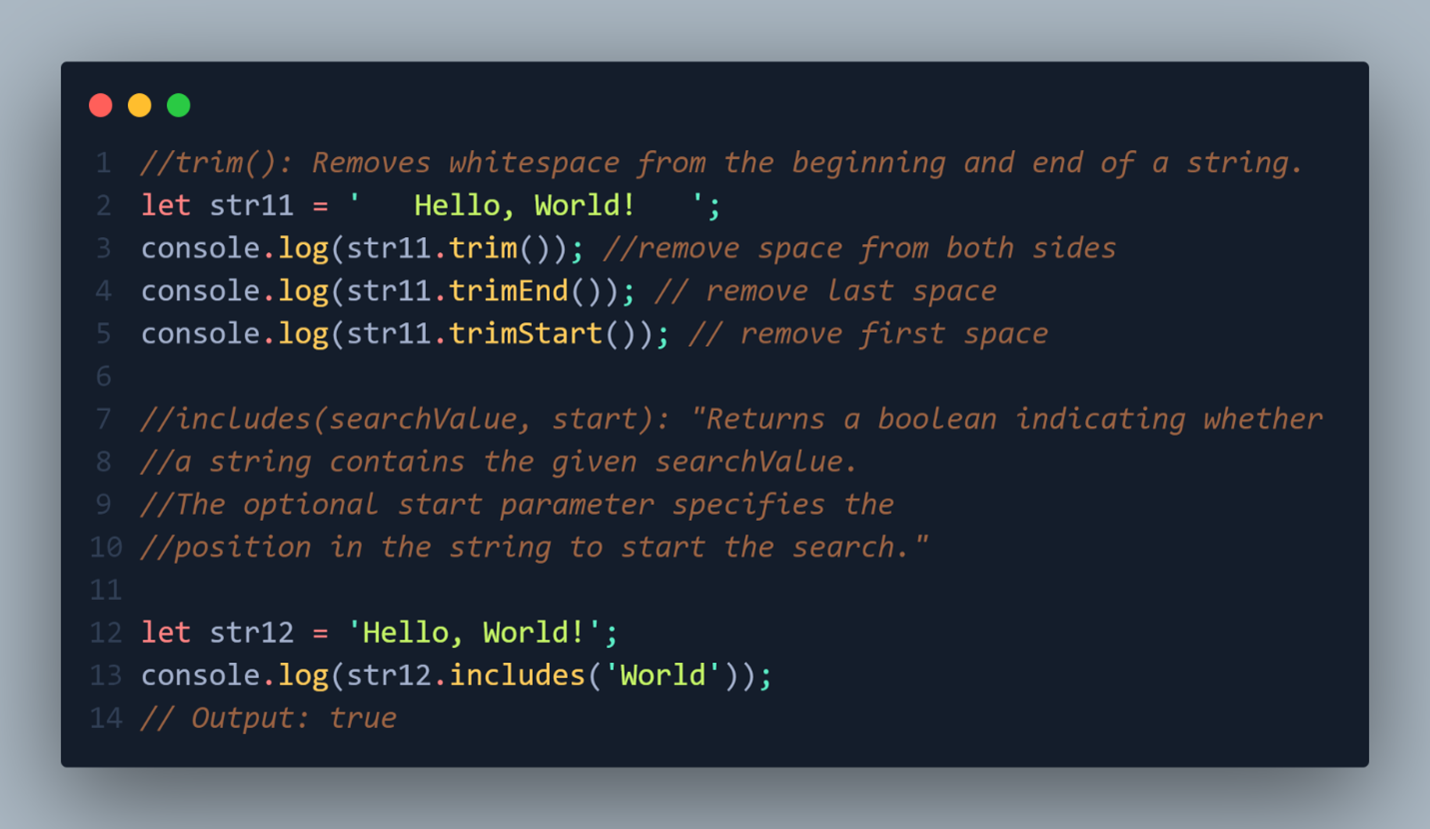 1 //trim(): Removes whitespace from the beginning and end of a string.
2 let str11 = '   Hello, World!   ';
3 console.log(str11.trim()); //remove space from both sides
4 console.log(str11.trimEnd()); // remove last space
5 console.log(str11.trimStart()); // remove first space
6
7 //includes(searchValue, start): "Returns a boolean indicating whether
8 //a string contains the given searchValue.
9 //The optional start parameter specifies the
10 //position in the string to start the search."
11
12 let str12 = 'Hello, World!';
13 console.log(str12.includes('World'));
14 // Output: true